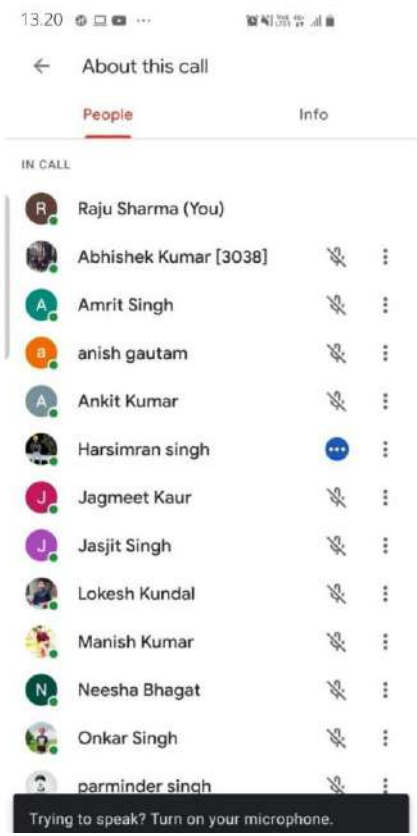 13.20
About this call
People Info
IN CALL
R Raju Sharma (You)
Abhishek Kumar [3038]
A Amrit Singh
a anish gautam
A Ankit Kumar
Harsimran singh
J Jagmeet Kaur
J Jasjit Singh
Lokesh Kundal
Manish Kumar
N Neesha Bhagat
Onkar Singh
parminder singh
Trying to speak? Turn on your microphone.